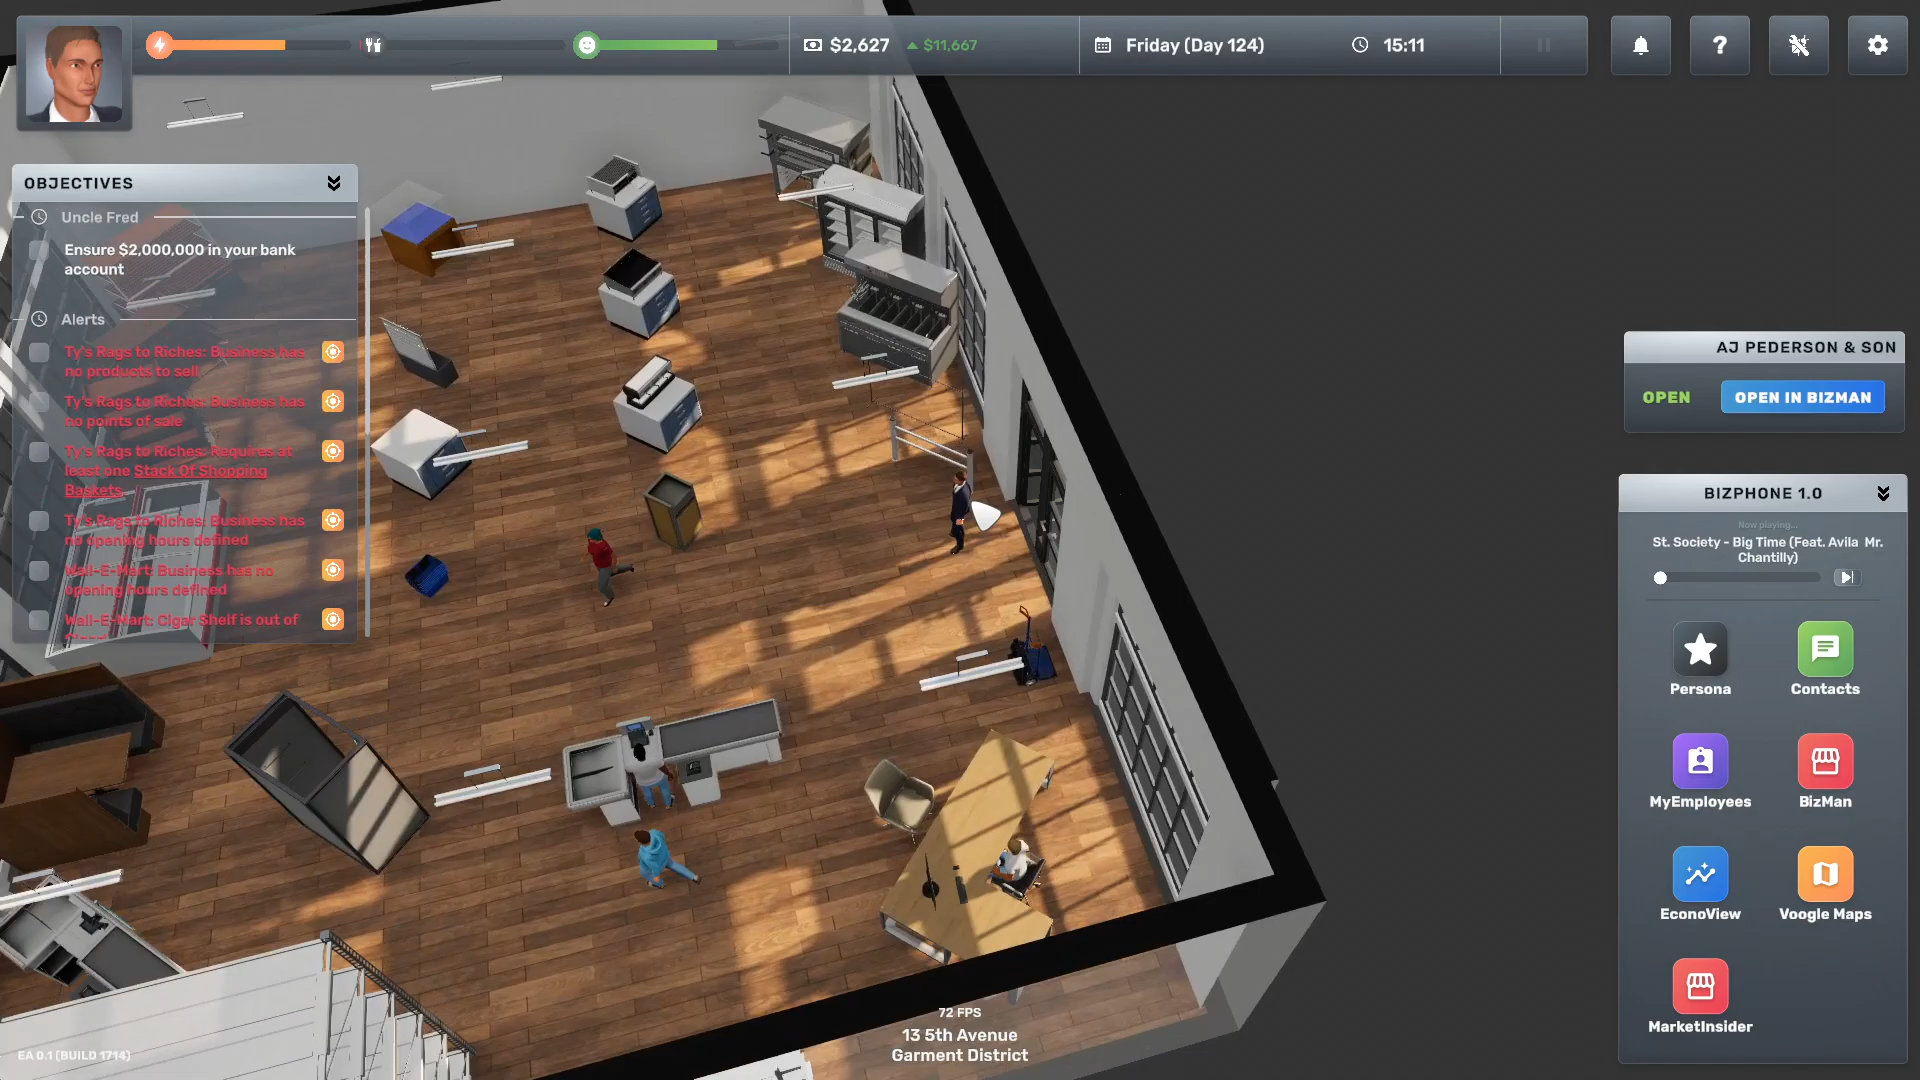 $2,627
$11,667
Friday (Day 124)
15:11
?
OBJECTIVES
Uncle Fred
Ensure $2,000,000 in your bank
account
Alerts
Ty's Rags to Riches: Business has
no products to sell
Ty's Rags to Riches: Business has
no points of sale
Ty's Rags to Riches: Requires at
least one Stack Of Shopping
Baskets
Ty's Rags to Riches: Business has
no opening hours defined
Wall-E-Mart: Business has no
opening hours defined
Wall-E-Mart: Cigar Shelf is out of
AJ PEDERSON & SON
OPEN
OPEN IN BIZMAN
BIZPHONE 1.0
Now playing...
St. Society - Big Time (Feat. Avila Mr.
Chantilly)
Persona
Contacts
MyEmployees
BizMan
EconoView
Voogle Maps
MarketInsider
72 FPS
13 5th Avenue
Garment District
EA 0.1 (BUILD 1714)